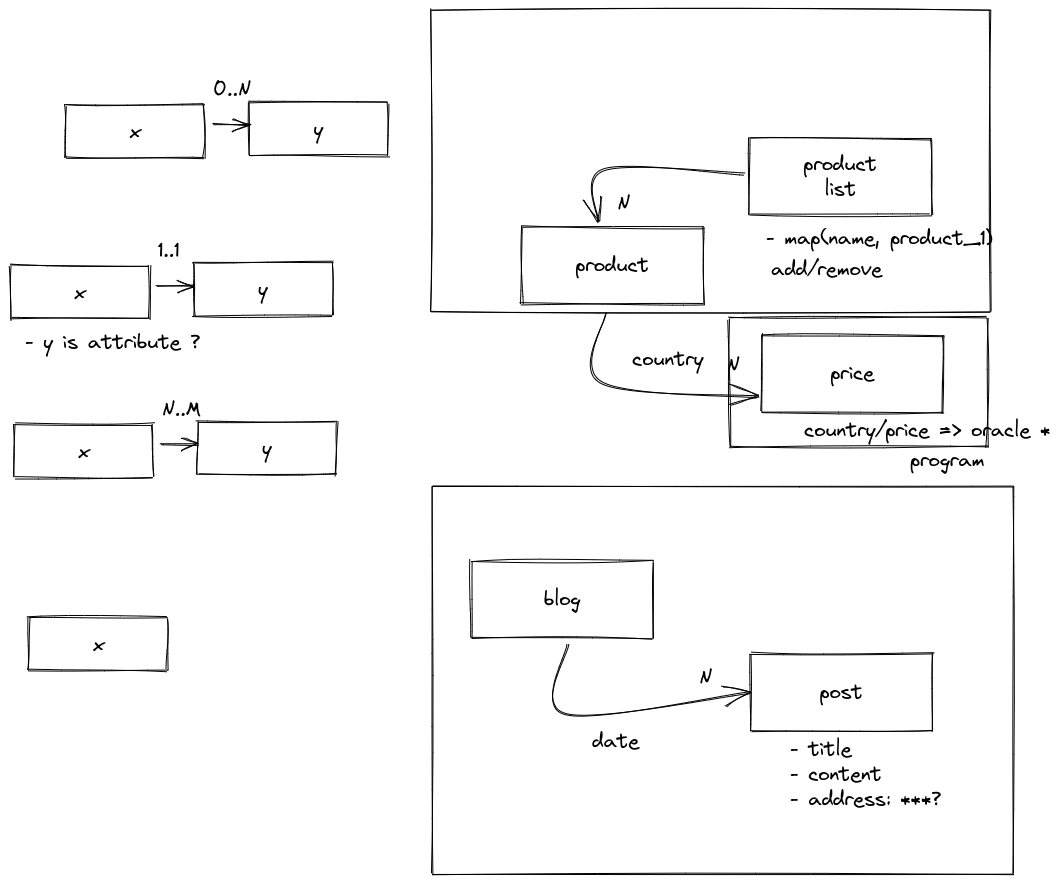 0..N
x
y
1..1
x
y
- y is attribute ?
N..M
x
y
x
product
list
N
- map(name, product_1)
add/remove
product
country
N
price
country/price => oracle *
program
blog
N
post
date
- title
- content
- address: ***?